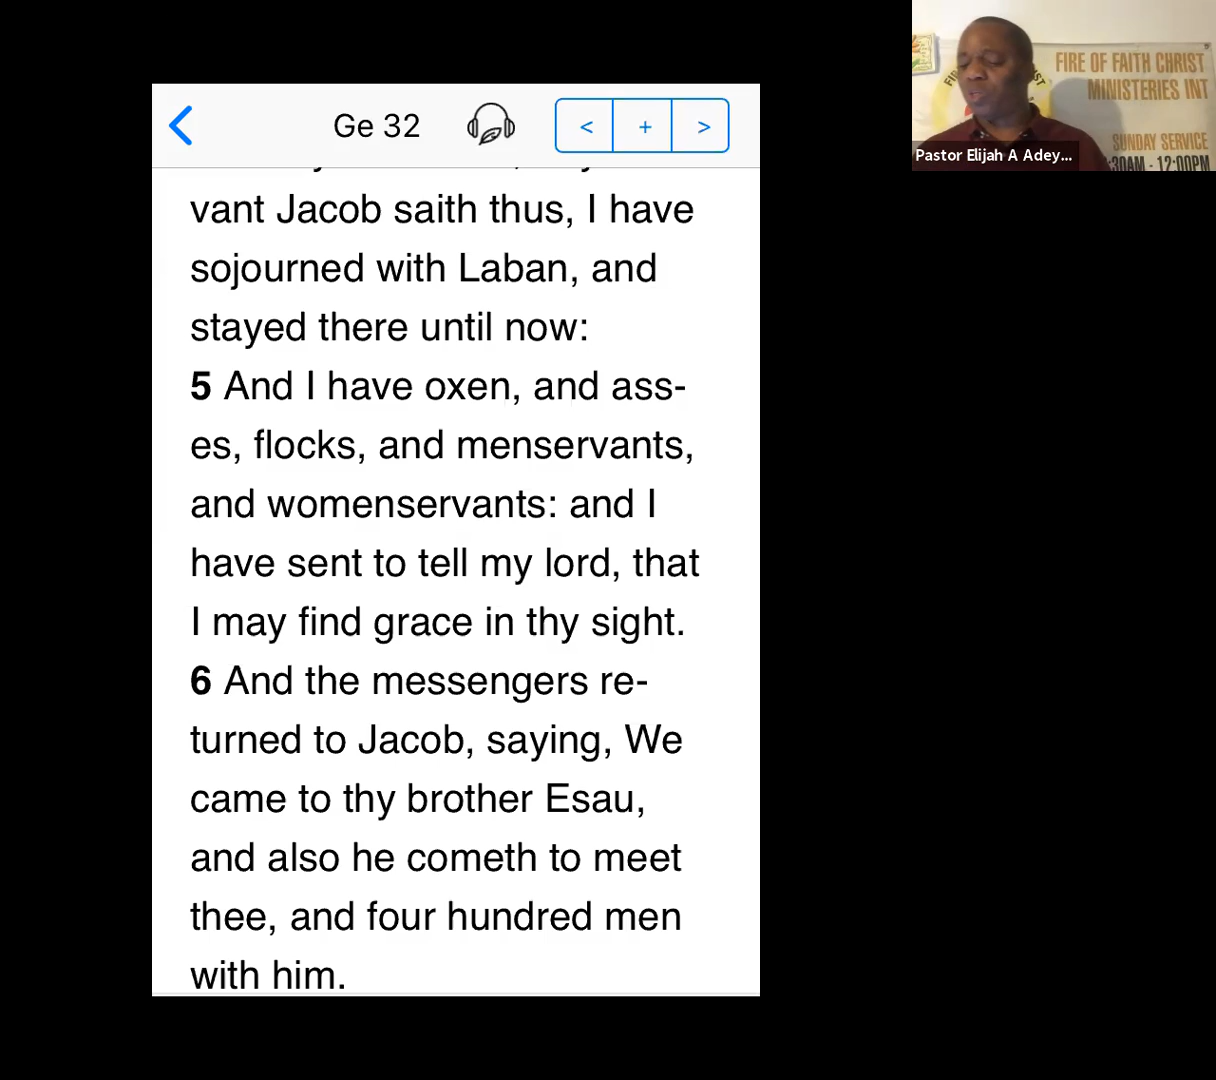 Ge 32
<
+
>
vant Jacob saith thus, I have
sojourned with Laban, and
stayed there until now:
5 And I have oxen, and ass-
es, flocks, and menservants,
and womenservants: and I
have sent to tell my lord, that
I may find grace in thy sight.
6 And the messengers re-
turned to Jacob, saying, We
came to thy brother Esau,
and also he cometh to meet
thee, and four hundred men
with him.
FIRE OF FAITH CHRIST
MINISTERIES INT
SUNDAY SERVICE
:30AM - 12:00PM
Pastor Elijah A Adey...